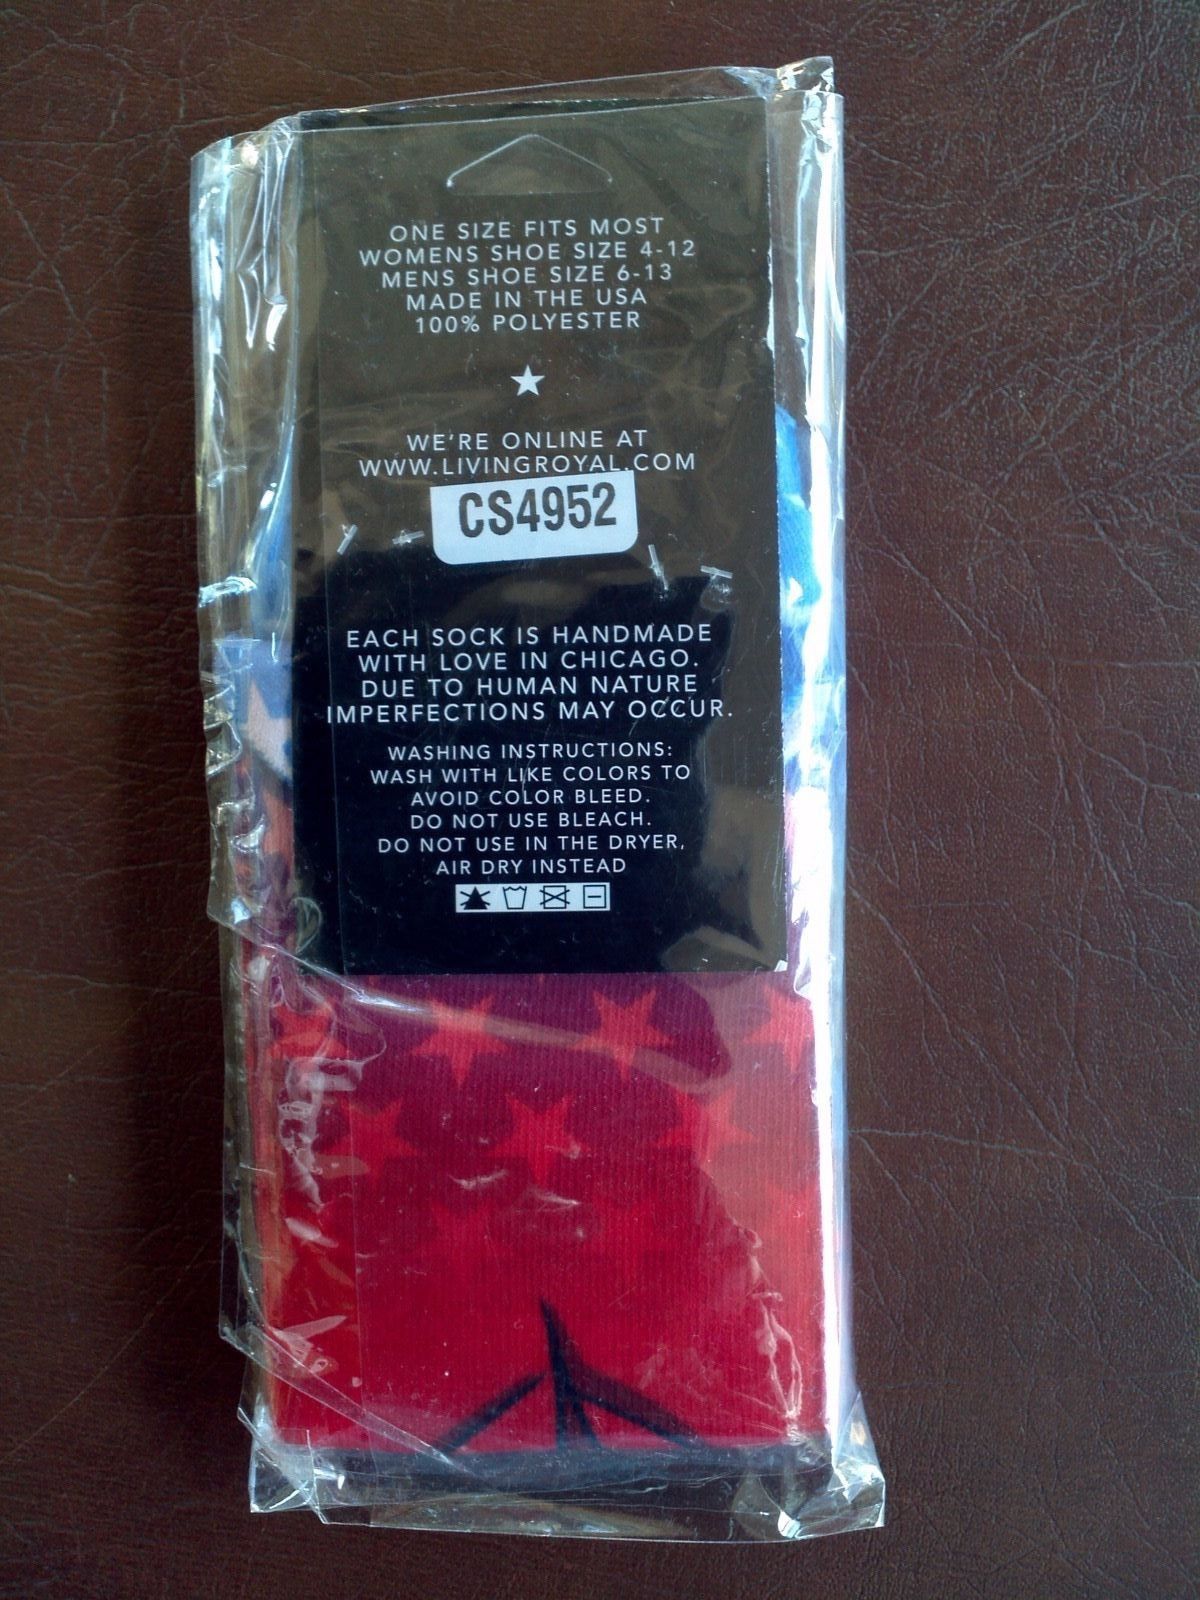 ONE SIZE FITS MOST
WOMENS SHOE SIZE 4-12
MENS SHOE SIZE 6-13
MADE IN THE USA
100% POLYESTER
WE'RE ONLINE AT
WWW.LIVINGROYAL.COM
CS4952
EACH SOCK IS HANDMADE
WITH LOVE IN CHICAGO.
DUE TO HUMAN NATURE
IMPERFECTIONS MAY OCCUR.
WASHING INSTRUCTIONS:
WASH WITH LIKE COLORS TO
AVOID COLOR BLEED.
DO NOT USE BLEACH.
DO NOT USE IN THE DRYER,
AIR DRY INSTEAD